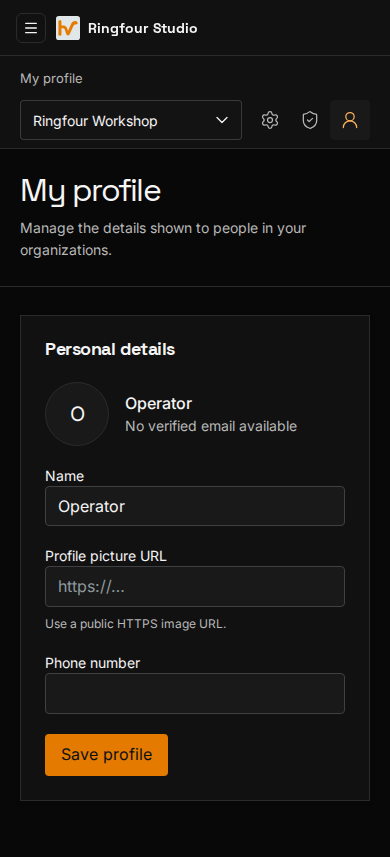 Ringfour Studio
My profile
Ringfour Workshop
My profile
Manage the details shown to people in your
organizations.
Personal details
O
Operator
No verified email available
Name
Operator
Profile picture URL
https://...
Use a public HTTPS image URL.
Phone number
Save profile